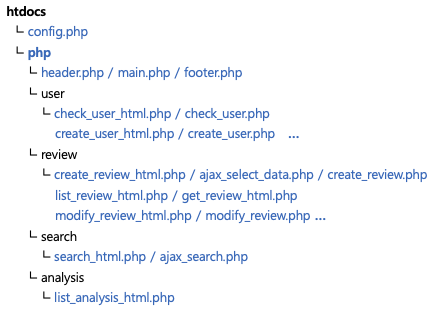 htdocs
└ config.php
└ php
└ header.php / main.php / footer.php
└ user
└ check_user_html.php / check_user.php
create_user_html.php / create_user.php ...
└ review
└ create_review_html.php / ajax_select_data.php / create_review.php
list_review_html.php / get_review_html.php
modify_review_html.php / modify_review.php ...
└ search
└ search_html.php / ajax_search.php
└ analysis
└ list_analysis_html.php